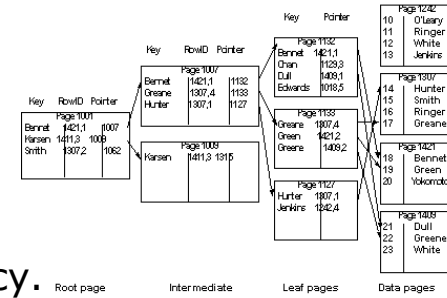 Key Pointer
Page 1132
Bennet 1421,1
Chan 1129,3
Dull 1409,1
Edwards 1018,5
Page 1242
10 O'Leary
11 Ringer
12 White
13 Jenkins
Key RowID Pointer
Page 1007
Bennet 1421,1 1132
Greane 1307,4 1133
Hunter 1307,1 1127
Page 1307
14 Hunter
15 Smith
16 Ringer
17 Greane
Key RowID Pointer
Page 1001
Bennet 1421,1 1007
Karsen 1411,3 1009
Smith 1307,2 1062
Page 1133
Greane 1307,4
Green 1421,2
Greene 1409,2
Page 1009
Karsen 1411,3 1315
Page 1421
18 Bennet
19 Green
20 Yokomoto
Page 1127
Hunter 1307,1
Jenkins 1242,4
Page 1409
21 Dull
22 Greene
23 White
cy.
Root page Intermediate Leaf pages Data pages